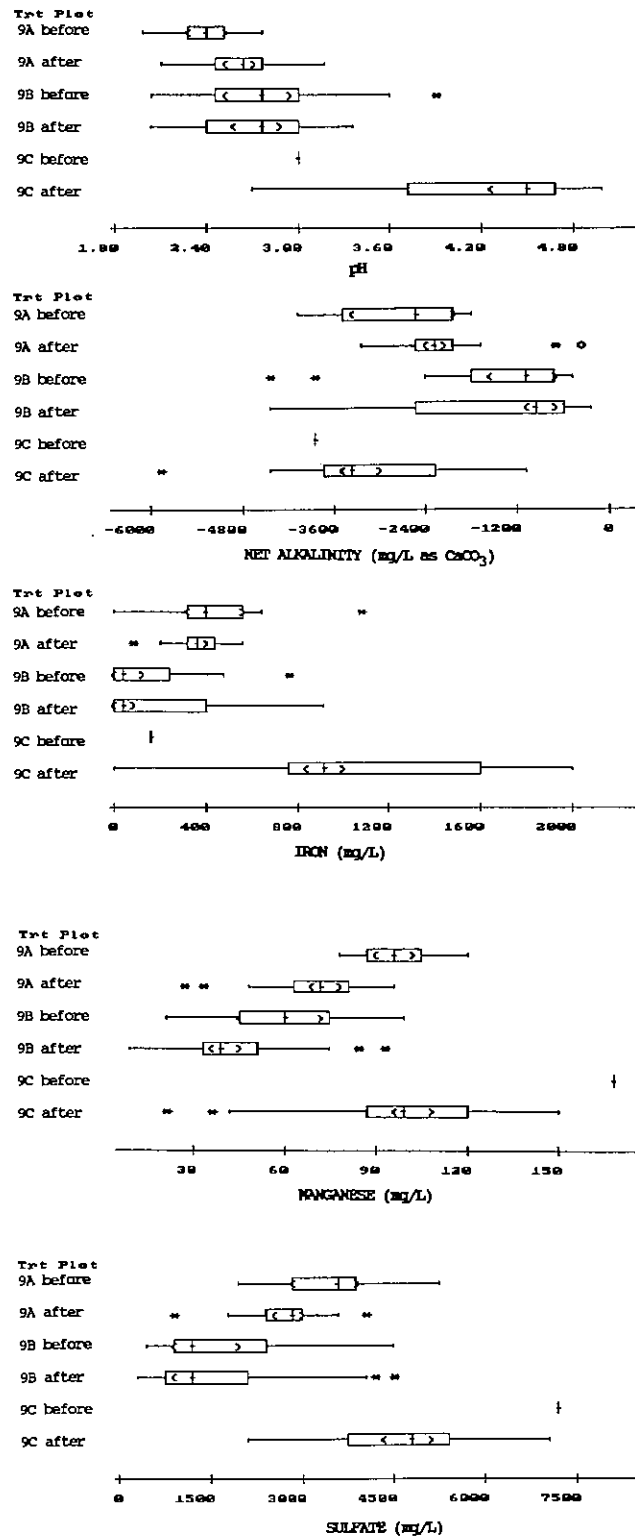 Trt Plot
9A before
9A after
9B before
9B after
9C before
9C after
1.80 2.40 3.00 3.60 4.20 4.80
pH
Trt Plot
9A before
9A after
9B before
9B after
9C before
9C after
-6000 -4800 -3600 -2400 -1200 0
NET ALKALINITY (mg/L as CaCO3)
Trt Plot
9A before
9A after
9B before
9B after
9C before
9C after
0 400 800 1200 1600 2000
IRON (mg/L)
Trt Plot
9A before
9A after
9B before
9B after
9C before
9C after
30 60 90 120 150
MANGANESE (mg/L)
Trt Plot
9A before
9A after
9B before
9B after
9C before
9C after
0 1500 3000 4500 6000 7500
SULFATE (mg/L)